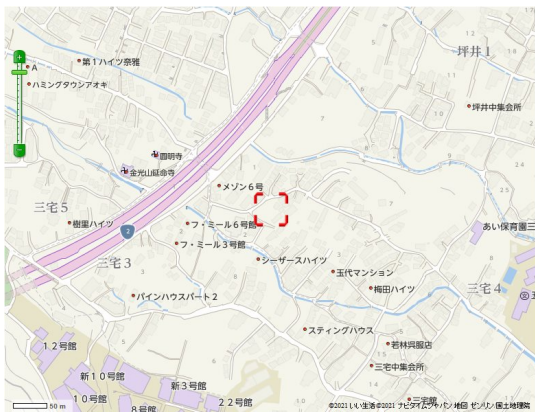 坪井1
第1ハイツ奈雅
A
ハミングタウンアオキ
坪井中集会所
圓明寺
金光山延命寺
メゾン6号
三宅5
樹里ハイツ
フ・ミール6号館
あい保育園三
2
フ・ミール3号館
三宅3
シーザースハイツ
玉代マンション
三宅4
梅田ハイツ
パインハウスパート2
スティングハウス
12号館
若林呉服店
新10号館
三宅中集会所
新3号館
10号館
22号館
三宅館
8号館
50 m
©2021 いい生活 ©2021 ナビタイムジャパン 地図 ゼンリン 国土地理院